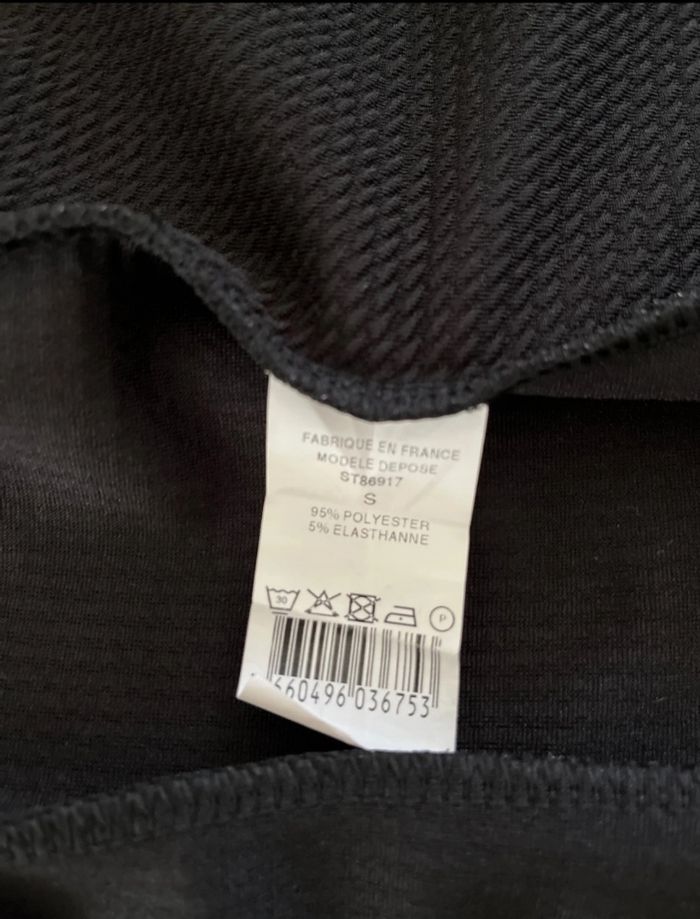 FABRIQUE EN FRANCE
MODELE DEPOSE
ST86917
S
95% POLYESTER
5% ELASTHANNE
30
P
660496 036753